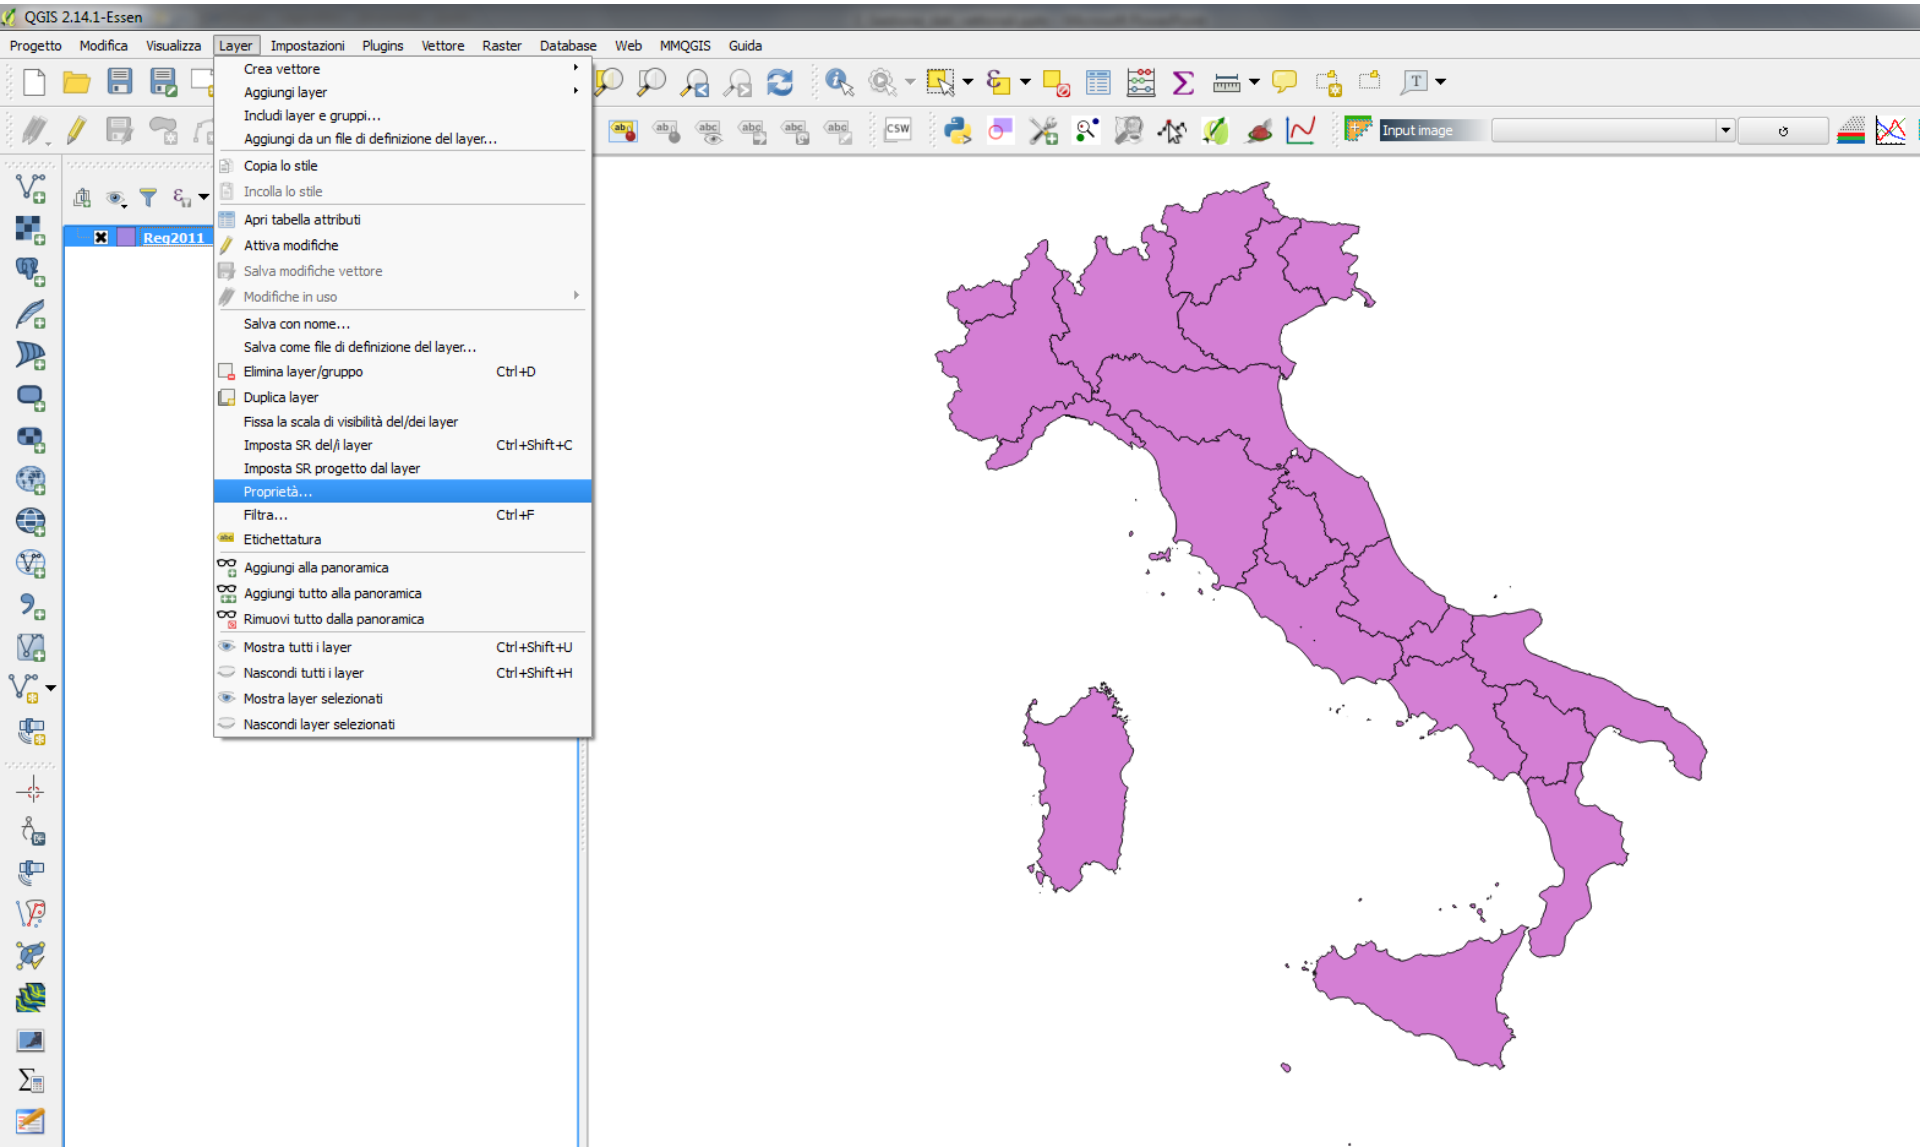 QGIS 2.14.1-Essen
Progetto Modifica Visualizza Layer Impostazioni Plugins Vettore Raster Database Web MMQGIS Guida
Crea vettore
Aggiungi layer
Includi layer e gruppi...
Aggiungi da un file di definizione del layer...
Copia lo stile
Incolla lo stile
Apri tabella attributi
Attiva modifiche
Salva modifiche vettore
Modifiche in uso
Salva con nome...
Salva come file di definizione del layer...
Elimina layer/gruppo Ctrl+D
Duplica layer
Fissa la scala di visibilità del/dei layer
Imposta SR del/i layer Ctrl+Shift+C
Imposta SR progetto dal layer
Proprietà...
Filtra... Ctrl+F
Etichettatura
Aggiungi alla panoramica
Aggiungi tutto alla panoramica
Rimuovi tutto dalla panoramica
Mostra tutti i layer Ctrl+Shift+U
Nascondi tutti i layer Ctrl+Shift+H
Mostra layer selezionati
Nascondi layer selezionati
Reg2011
abc abc abc abc abc abc CSW
Input image